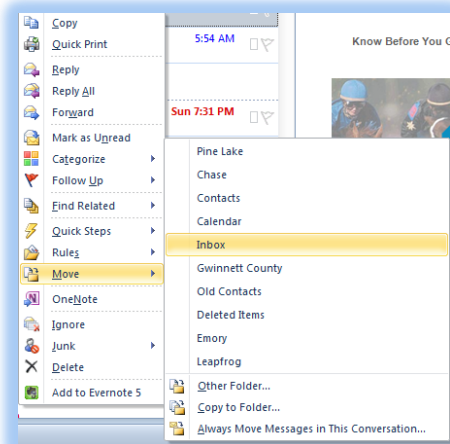 Copy
Quick Print
Reply
Reply All
Forward
Mark as Unread
Categorize
Follow Up
Find Related
Quick Steps
Rules
Move
OneNote
Ignore
Junk
Delete
Add to Evernote 5
5:54 AM
Sun 7:31 PM
Know Before You G
Pine Lake
Chase
Contacts
Calendar
Inbox
Gwinnett County
Old Contacts
Deleted Items
Emory
Leapfrog
Other Folder...
Copy to Folder...
Always Move Messages in This Conversation...